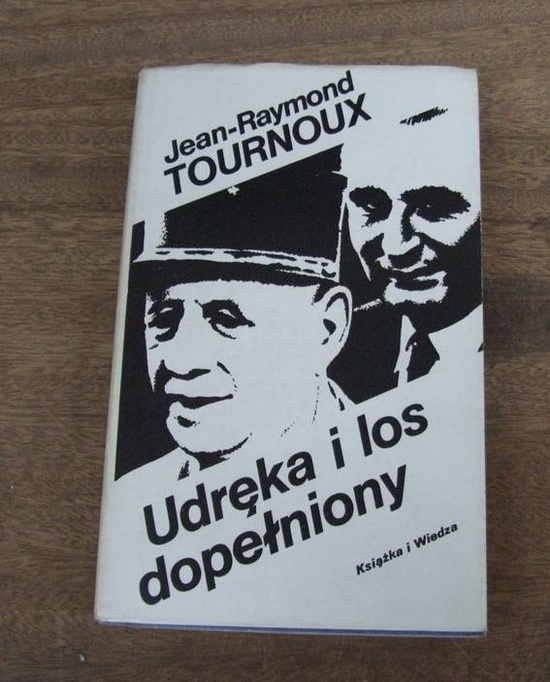 Jean-Raymond
TOURNOUX
Udręka i los
dopełniony
Książka i Wiedza